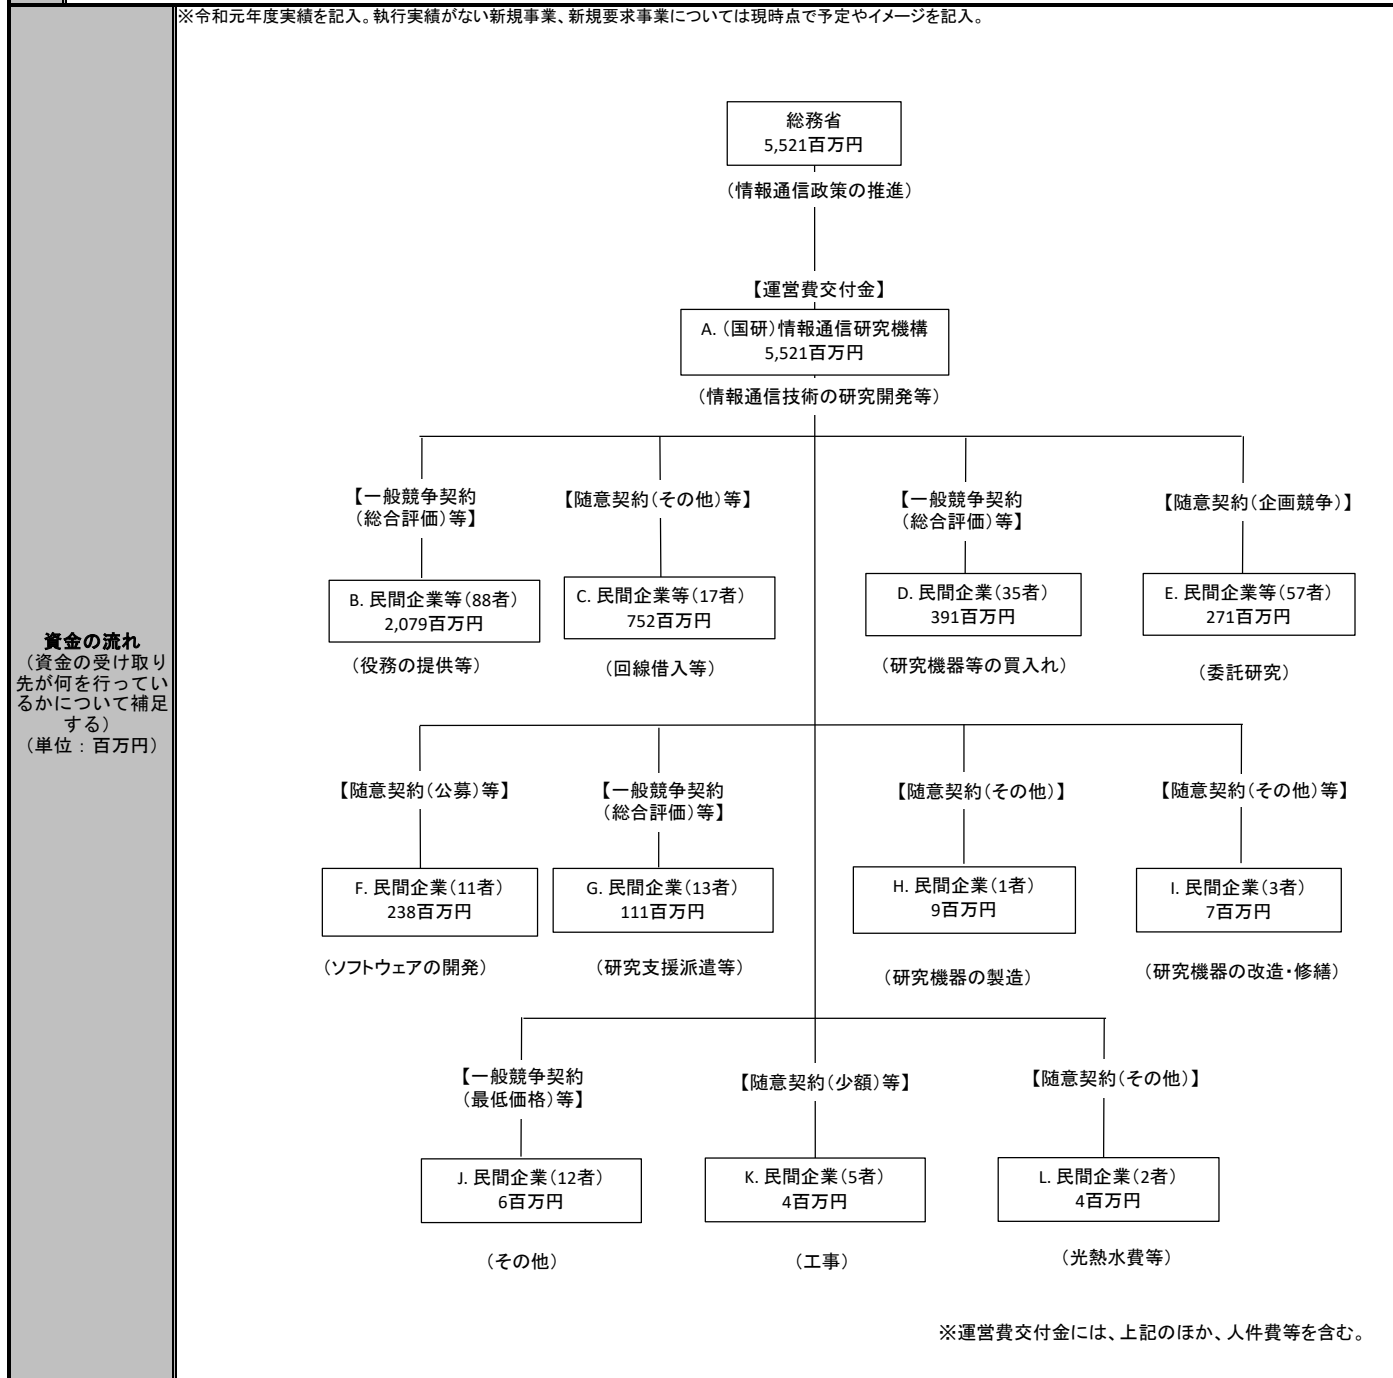 ※令和元年度実績を記入。執行実績がない新規事業、新規要求事業については現時点で予定やイメージを記入。
資金の流れ
（資金の受け取り
先が何を行ってい
るかについて補足
する）
（単位：百万円）
総務省
5,521百万円
（情報通信政策の推進）
【運営費交付金】
A.（国研）情報通信研究機構
5,521百万円
（情報通信技術の研究開発等）
【一般競争契約
（総合評価）等】
【随意契約（その他）等】
【一般競争契約
（総合評価）等】
【随意契約（企画競争）】
B. 民間企業等（88者）
2,079百万円
C. 民間企業等（17者）
752百万円
D. 民間企業（35者）
391百万円
E. 民間企業等（57者）
271百万円
（役務の提供等）
（回線借入等）
（研究機器等の買入れ）
（委託研究）
【随意契約（公募）等】
【一般競争契約
（総合評価）等】
【随意契約（その他）】
【随意契約（その他）等】
F. 民間企業（11者）
238百万円
G. 民間企業（13者）
111百万円
H. 民間企業（1者）
9百万円
I. 民間企業（3者）
7百万円
（ソフトウェアの開発）
（研究支援派遣等）
（研究機器の製造）
（研究機器の改造・修繕）
【一般競争契約
（最低価格）等】
【随意契約（少額）等】
【随意契約（その他）】
J. 民間企業（12者）
6百万円
K. 民間企業（5者）
4百万円
L. 民間企業（2者）
4百万円
（その他）
（工事）
（光熱水費等）
※運営費交付金には、上記のほか、人件費等を含む。